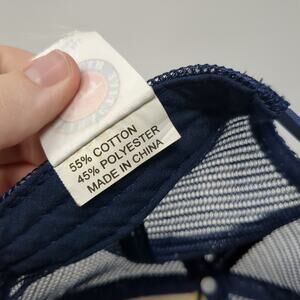 55% COTTON
45% POLYESTER
MADE IN CHINA